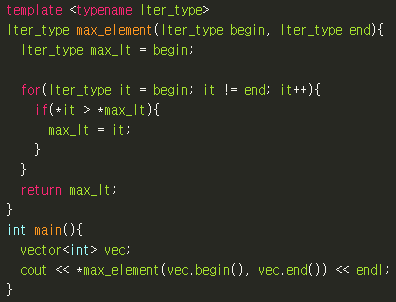 template <typename Iter_type>
Iter_type max_element(Iter_type begin, Iter_type end){
Iter_type max_It = begin;
for(Iter_type it = begin; it != end; it++){
if(*it > *max_It){
max_It = it;
}
}
return max_It;
}
int main(){
vector<int> vec;
cout << *max_element(vec.begin(), vec.end()) << endl;
}